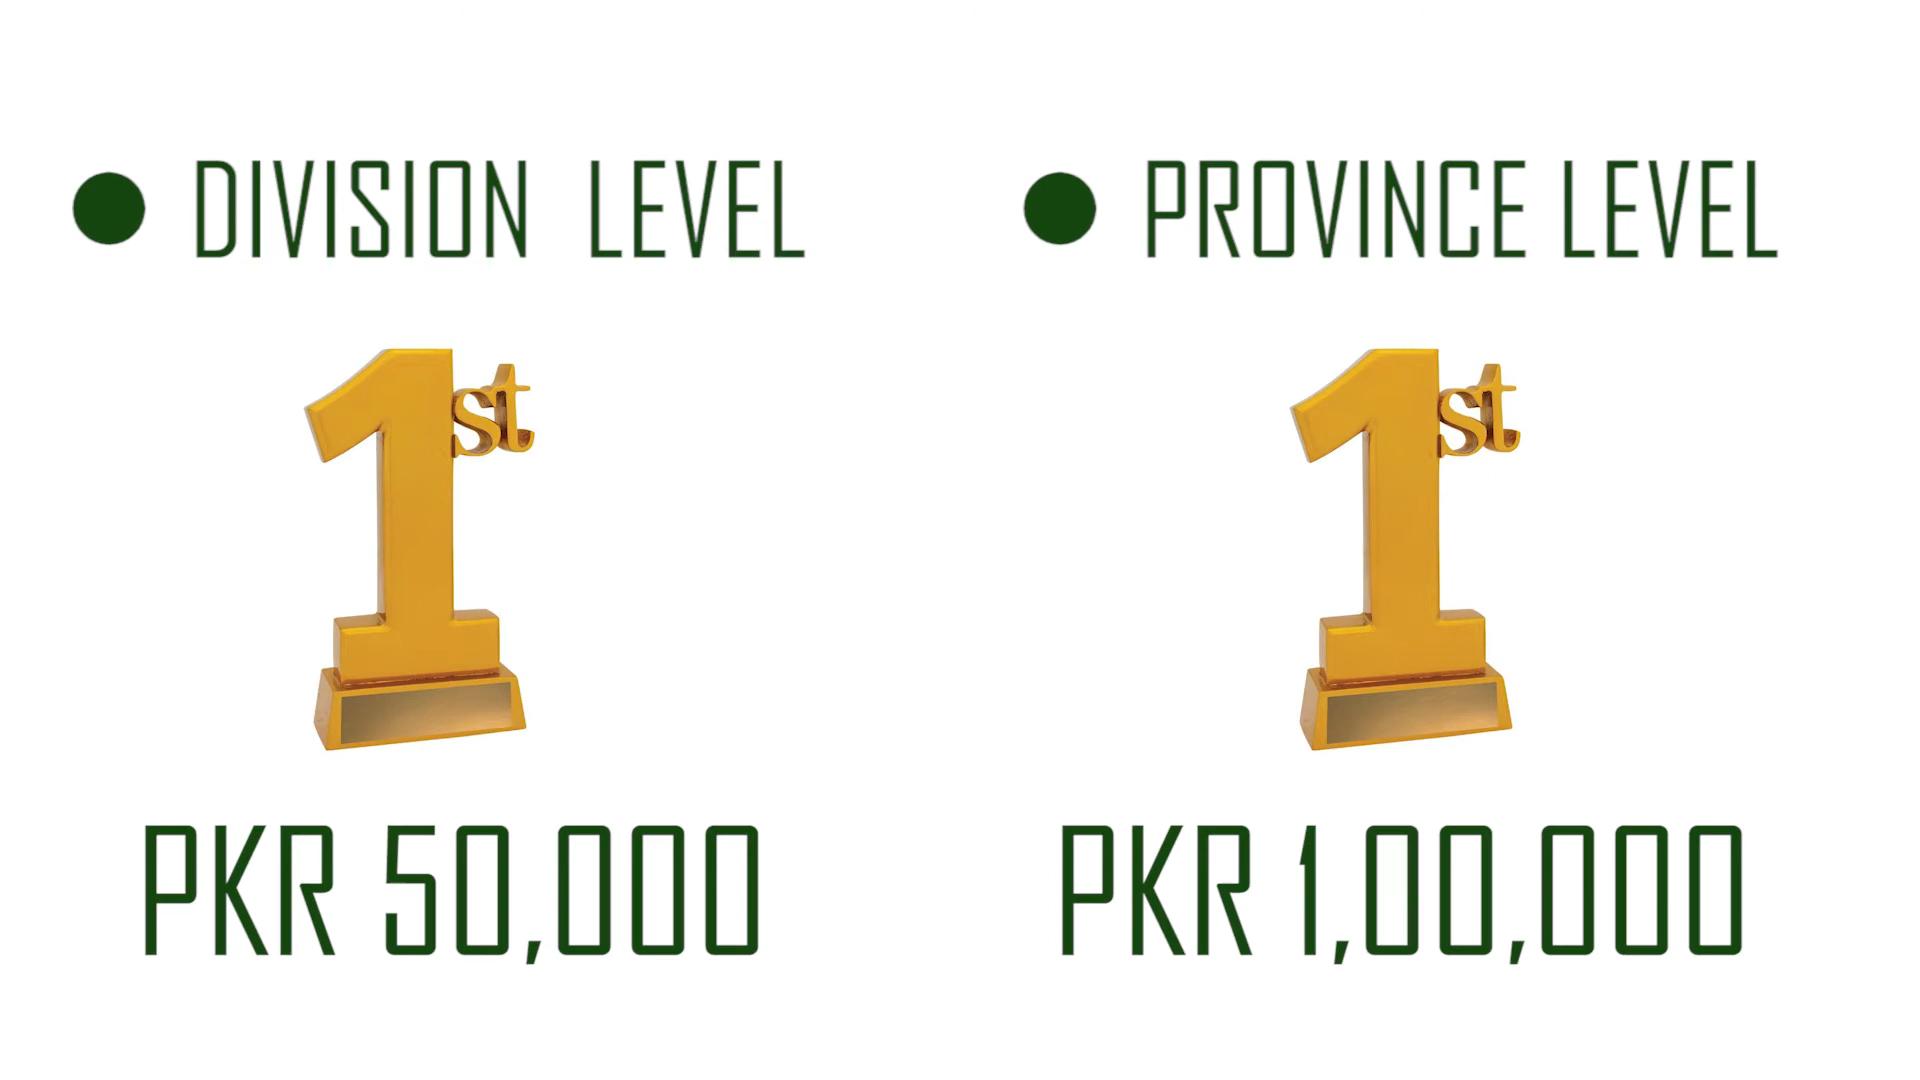 ● DIVISION LEVEL
1st
PKR 50,000
● PROVINCE LEVEL
1st
PKR 1,00,000